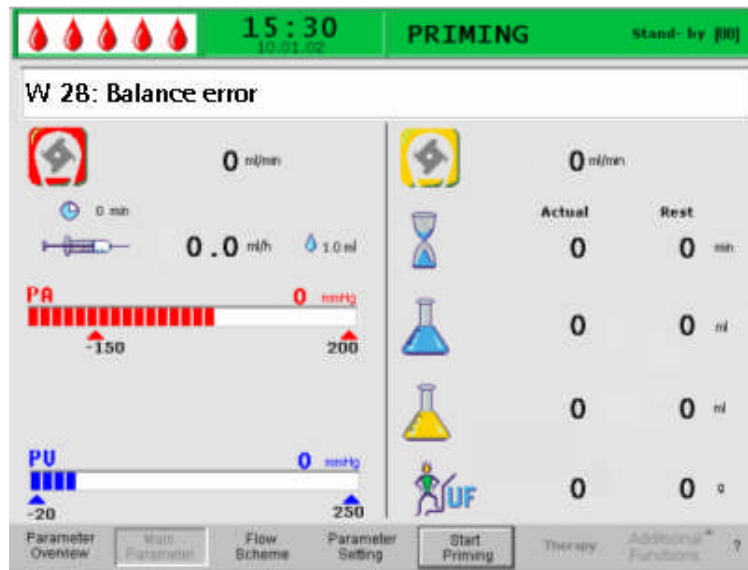 15:30 PRIMING Stand- by [00]
10.01.02
W 28: Balance error
0 ml/min 0 ml/min
0 min Actual Rest
0.0 ml/h 1.0 ml 0 0 min
PA 0 mmHg
-150 200
0 0 ml
0 0 ml
PV 0 mmHg
-20 250
UF 0 0 g
Parameter Overview Main Parameter Flow Scheme Parameter Setting Start Priming Therapy Additional Functions ?